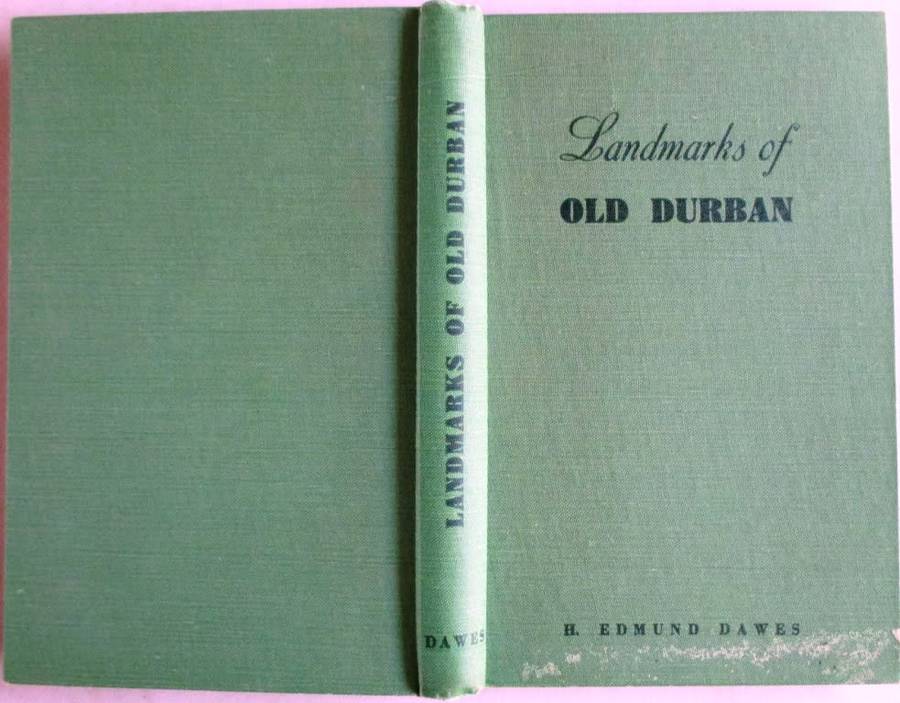 Landmarks of
OLD DURBAN
H. EDMUND DAWES
LANDMARKS OF OLD DURBAN
DAWES